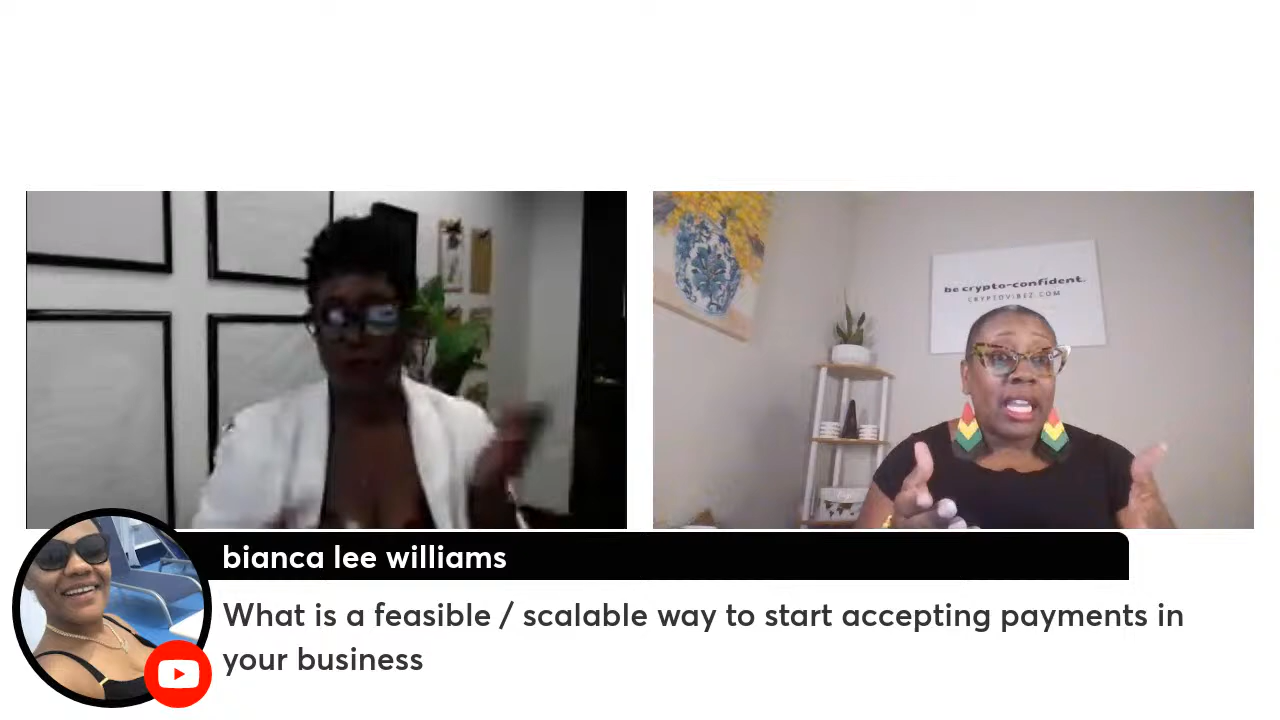 be crypto-confident.
CRYPTOVIBEZ.COM
bianca lee williams
What is a feasible / scalable way to start accepting payments in
your business